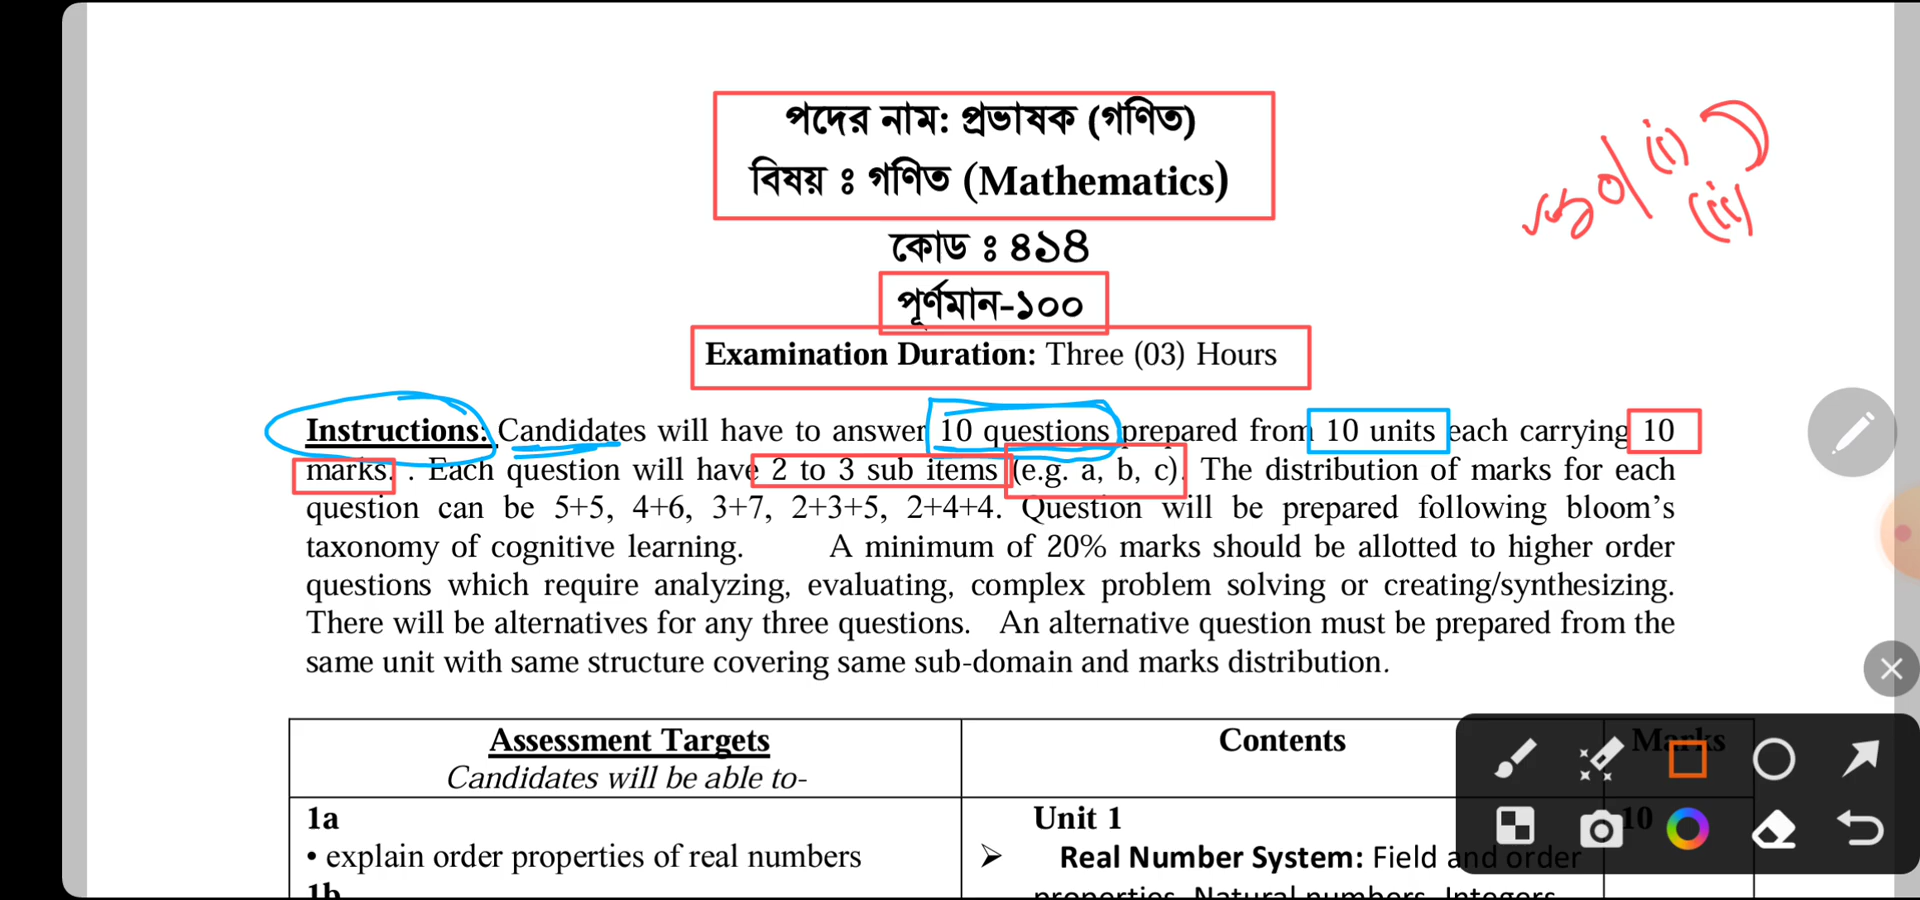 পদের নাম: প্রভাষক (গণিত)
বিষয় ঃ গণিত (Mathematics)
কোড ঃ ৪১৪
পূর্ণমান-১০০
Examination Duration: Three (03) Hours
(i)
(ii)
Instructions: Candidates will have to answer 10 questions prepared from 10 units each carrying 10
marks. . Each question will have 2 to 3 sub items (e.g. a, b, c). The distribution of marks for each
question can be 5+5, 4+6, 3+7, 2+3+5, 2+4+4. Question will be prepared following bloom’s
taxonomy of cognitive learning. A minimum of 20% marks should be allotted to higher order
questions which require analyzing, evaluating, complex problem solving or creating/synthesizing.
There will be alternatives for any three questions. An alternative question must be prepared from the
same unit with same structure covering same sub-domain and marks distribution.
Assessment Targets
Candidates will be able to-
Contents
Marks
1a
• explain order properties of real numbers
1b
Unit 1
➢ Real Number System: Field and order
properties, Natural numbers, Integers
10